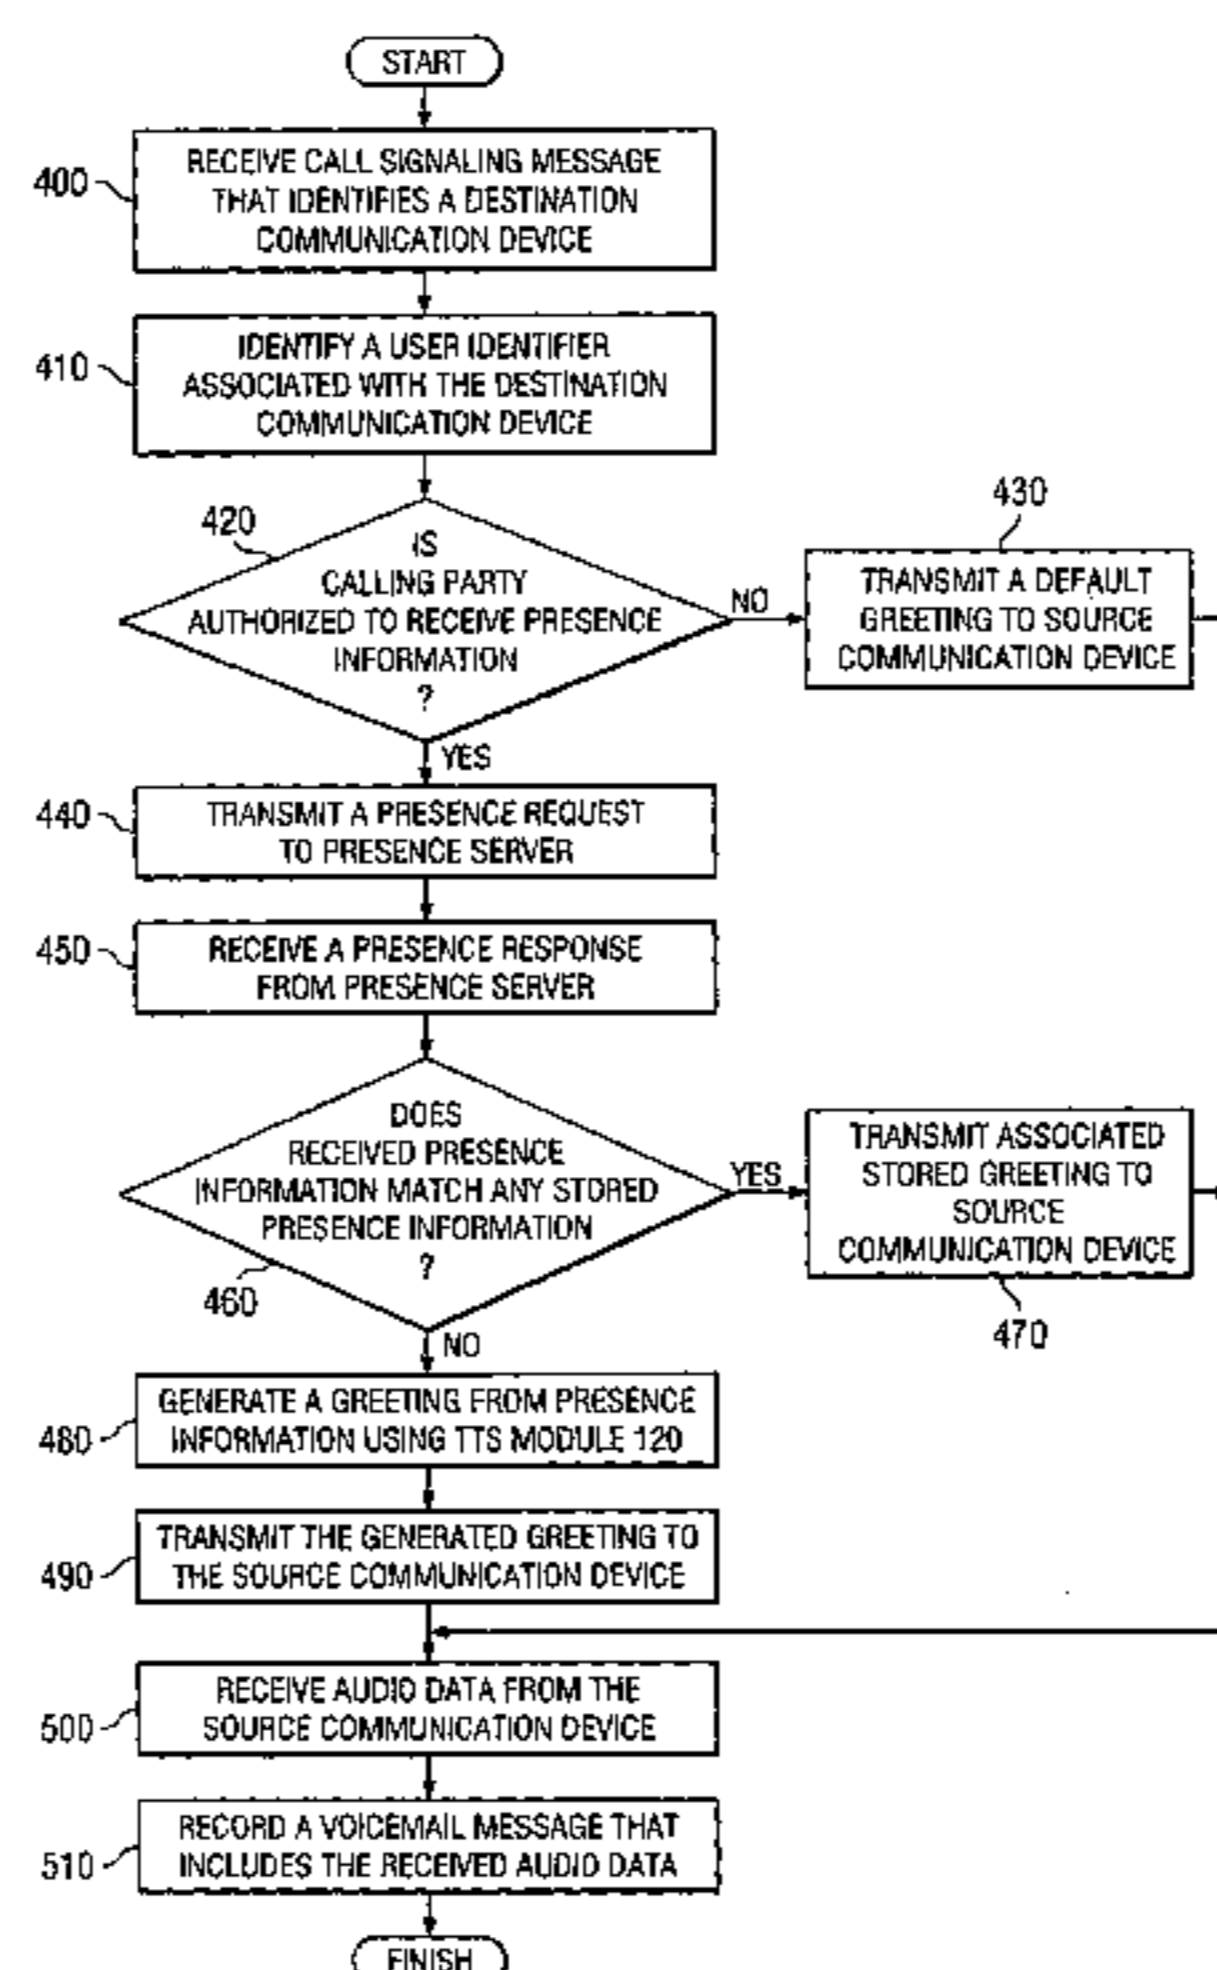 START
400
RECEIVE CALL SIGNALING MESSAGE
THAT IDENTIFIES A DESTINATION
COMMUNICATION DEVICE
410
IDENTIFY A USER IDENTIFIER
ASSOCIATED WITH THE DESTINATION
COMMUNICATION DEVICE
420
IS
CALLING PARTY
AUTHORIZED TO RECEIVE PRESENCE
INFORMATION
?
NO
430
TRANSMIT A DEFAULT
GREETING TO SOURCE
COMMUNICATION DEVICE
YES
440
TRANSMIT A PRESENCE REQUEST
TO PRESENCE SERVER
450
RECEIVE A PRESENCE RESPONSE
FROM PRESENCE SERVER
DOES
RECEIVED PRESENCE
INFORMATION MATCH ANY STORED
PRESENCE INFORMATION
?
460
YES
TRANSMIT ASSOCIATED
STORED GREETING TO
SOURCE
COMMUNICATION DEVICE
470
NO
480
GENERATE A GREETING FROM PRESENCE
INFORMATION USING TTS MODULE 120
490
TRANSMIT THE GENERATED GREETING TO
THE SOURCE COMMUNICATION DEVICE
500
RECEIVE AUDIO DATA FROM THE
SOURCE COMMUNICATION DEVICE
510
RECORD A VOICEMAIL MESSAGE THAT
INCLUDES THE RECEIVED AUDIO DATA
FINISH